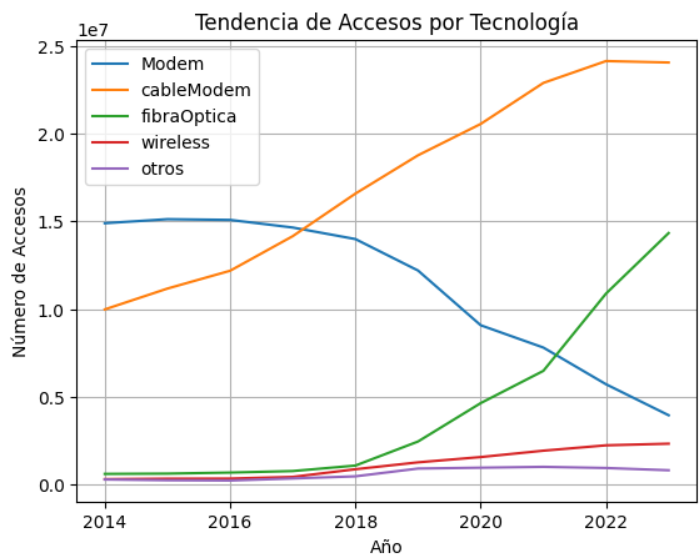 Tendencia de Accesos por Tecnología
1e7
2.5
2.0
1.5
1.0
0.5
0.0
Número de Accesos
Modem
cableModem
fibraOptica
wireless
otros
2014
2016
2018
2020
2022
Año